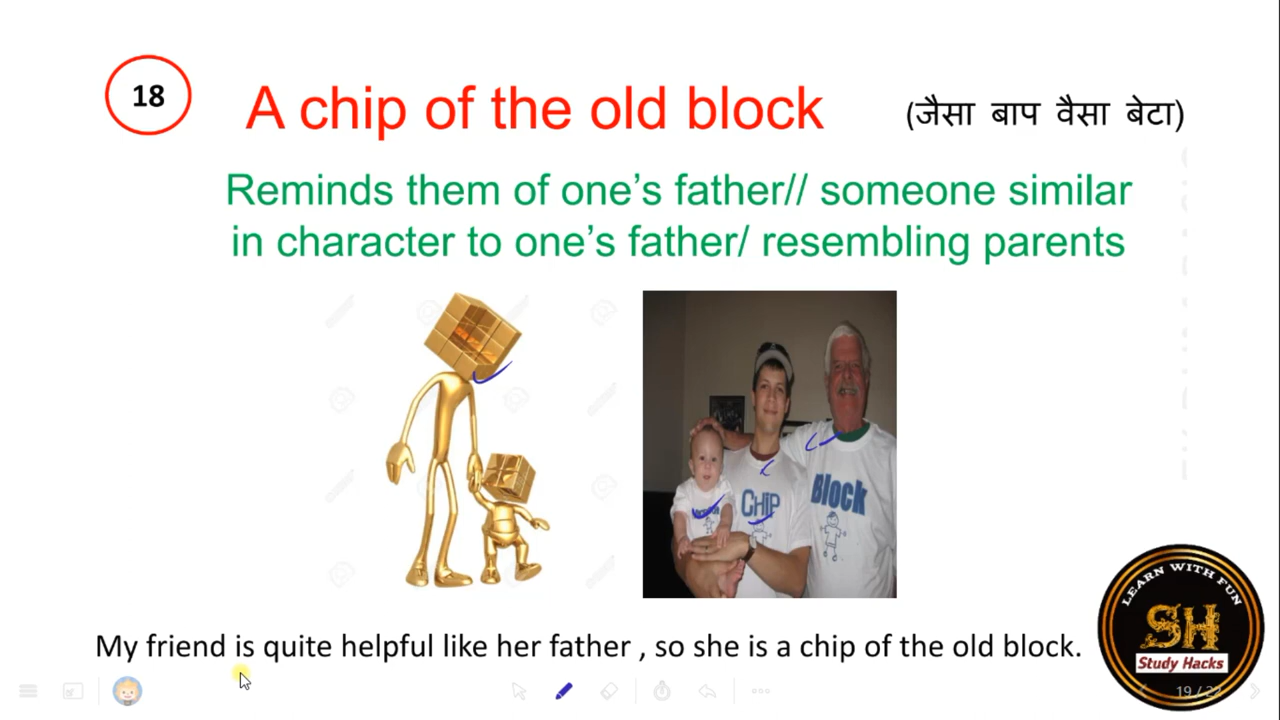 18
A chip of the old block
(जैसा बाप वैसा बेटा)
Reminds them of one’s father// someone similar
in character to one’s father/ resembling parents
CHiP
Block
My friend is quite helpful like her father , so she is a chip of the old block.
LEARN WITH FUN
SH
Study Hacks